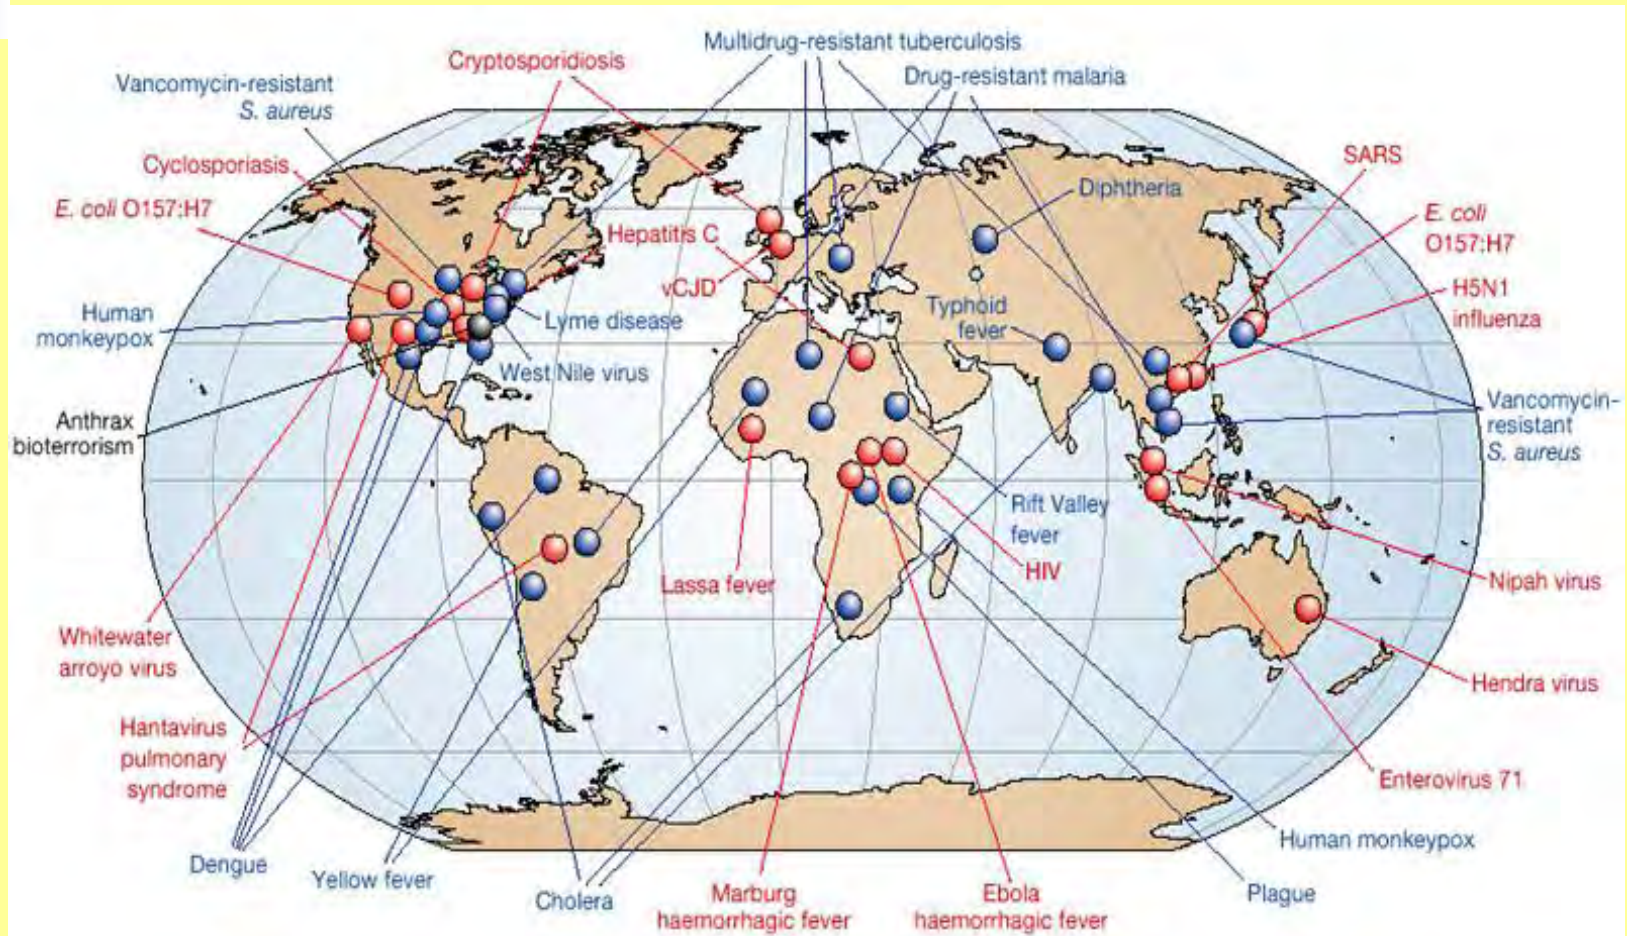 Multidrug-resistant tuberculosis
Cryptosporidiosis
Drug-resistant malaria
Vancomycin-resistant
S. aureus
Cyclosporiasis
SARS
Diphtheria
E. coli O157:H7
E. coli
O157:H7
Hepatitis C
vCJD
H5N1
influenza
Human
monkeypox
Typhoid
fever
Lyme disease
West Nile virus
Anthrax
bioterrorism
Vancomycin-
resistant
S. aureus
Rift Valley
fever
HIV
Lassa fever
Nipah virus
Whitewater
arroyo virus
Hendra virus
Hantavirus
pulmonary
syndrome
Enterovirus 71
Human monkeypox
Dengue
Yellow fever
Cholera
Marburg
haemorrhagic fever
Ebola
haemorrhagic fever
Plague